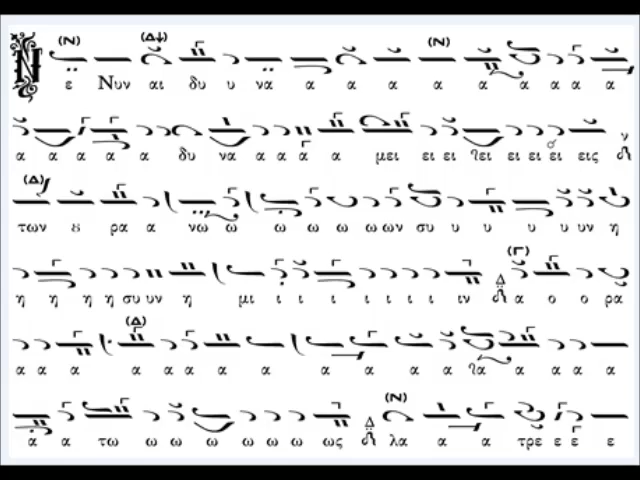 Ν ε Νυν αι δυ υ να α α α α α α α α α
α α α α α δυ να α α α α μει ει ει ει ει ει ει εις
των ȣ ρα α νω ω ω ω ω ω ων συ υ υ υ υ υν η
η η η η συ υν η μι ι ι ι ι ι ι ι ιν α ο ο ρα
α α α α α α α α α α α α α α α α
α α τω ω ω ω ω ω ω ως λα α α τρε ε ε ε